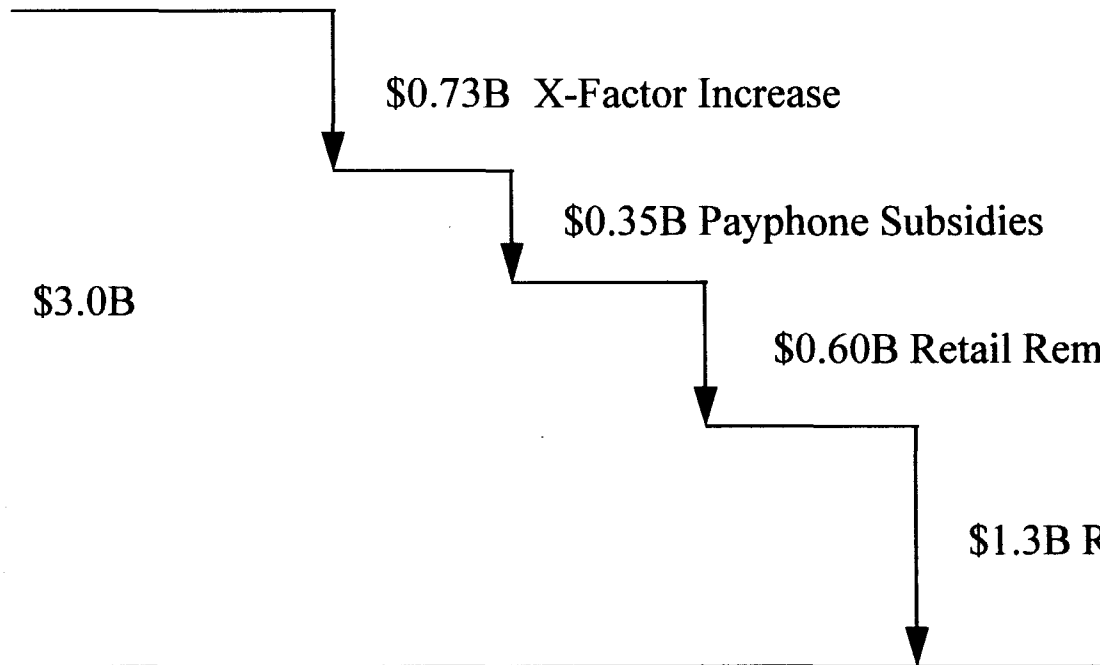 $0.73B X-Factor Increase
$0.35B Payphone Subsidies
$3.0B
$0.60B Retail Rem
$1.3B R